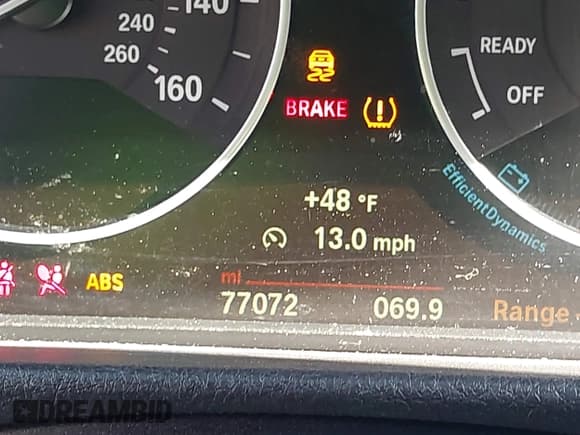 140
240
260
160
BRAKE
READY
OFF
EfficientDynamics
+48 °F
13.0 mph
ABS
mi
77072 069.9 Range
DREAMBID